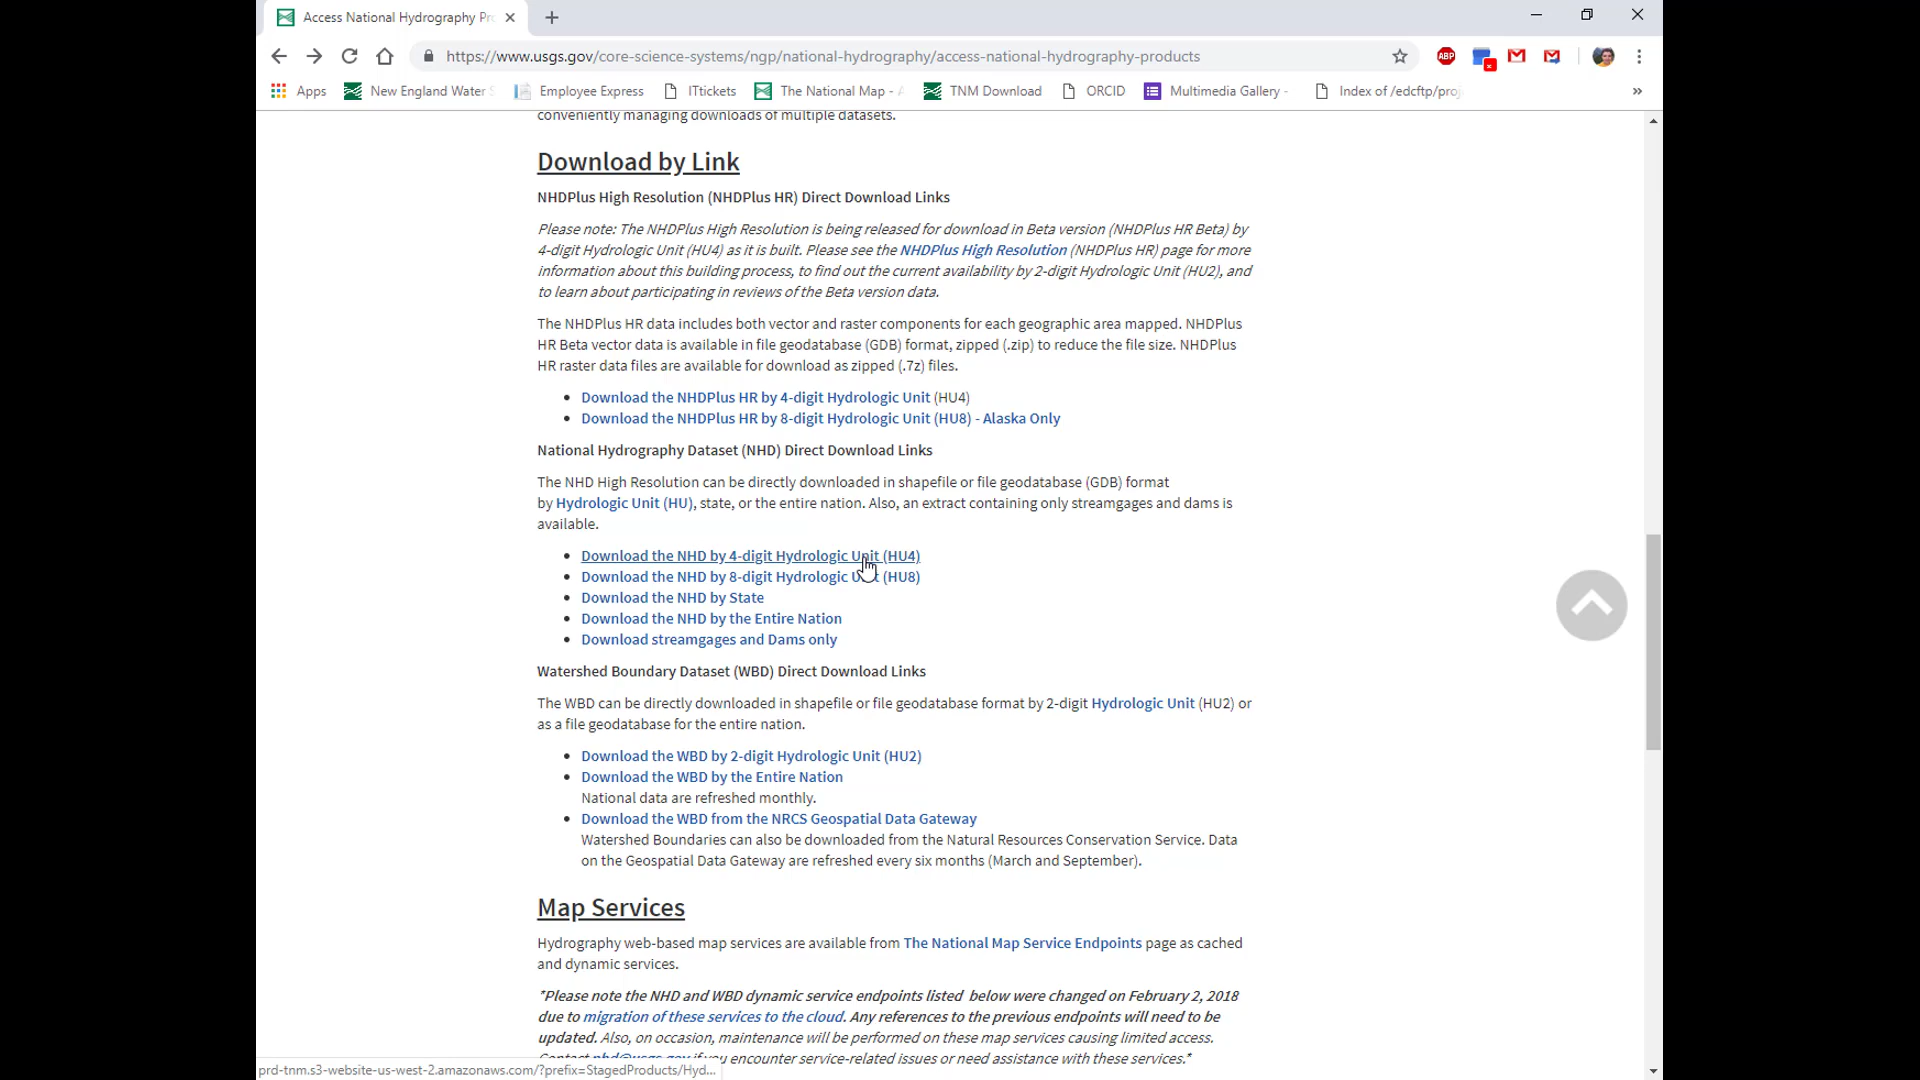 Access National Hydrography Pr
https://www.usgs.gov/core-science-systems/ngp/national-hydrography/access-national-hydrography-products
ABP
Apps New England Water S Employee Express ITtickets The National Map - A TNM Download ORCID Multimedia Gallery - Index of /edcftp/proj »
conveniently managing downloads of multiple datasets.
Download by Link
NHDPlus High Resolution (NHDPlus HR) Direct Download Links
Please note: The NHDPlus High Resolution is being released for download in Beta version (NHDPlus HR Beta) by
4-digit Hydrologic Unit (HU4) as it is built. Please see the NHDPlus High Resolution (NHDPlus HR) page for more
information about this building process, to find out the current availability by 2-digit Hydrologic Unit (HU2), and
to learn about participating in reviews of the Beta version data.
The NHDPlus HR data includes both vector and raster components for each geographic area mapped. NHDPlus
HR Beta vector data is available in file geodatabase (GDB) format, zipped (.zip) to reduce the file size. NHDPlus
HR raster data files are available for download as zipped (.7z) files.
• Download the NHDPlus HR by 4-digit Hydrologic Unit (HU4)
• Download the NHDPlus HR by 8-digit Hydrologic Unit (HU8) - Alaska Only
National Hydrography Dataset (NHD) Direct Download Links
The NHD High Resolution can be directly downloaded in shapefile or file geodatabase (GDB) format
by Hydrologic Unit (HU), state, or the entire nation. Also, an extract containing only streamgages and dams is
available.
• Download the NHD by 4-digit Hydrologic Unit (HU4)
• Download the NHD by 8-digit Hydrologic Unit (HU8)
• Download the NHD by State
• Download the NHD by the Entire Nation
• Download streamgages and Dams only
Watershed Boundary Dataset (WBD) Direct Download Links
The WBD can be directly downloaded in shapefile or file geodatabase format by 2-digit Hydrologic Unit (HU2) or
as a file geodatabase for the entire nation.
• Download the WBD by 2-digit Hydrologic Unit (HU2)
• Download the WBD by the Entire Nation
National data are refreshed monthly.
• Download the WBD from the NRCS Geospatial Data Gateway
Watershed Boundaries can also be downloaded from the Natural Resources Conservation Service. Data
on the Geospatial Data Gateway are refreshed every six months (March and September).
Map Services
Hydrography web-based map services are available from The National Map Service Endpoints page as cached
and dynamic services.
*Please note the NHD and WBD dynamic service endpoints listed below were changed on February 2, 2018
due to migration of these services to the cloud. Any references to the previous endpoints will need to be
updated. Also, on occasion, maintenance will be performed on these map services causing limited access.
Contact nhd@usgs.gov if you encounter service-related issues or need assistance with these services.*
prd-tnm.s3-website-us-west-2.amazonaws.com/?prefix=StagedProducts/Hyd...